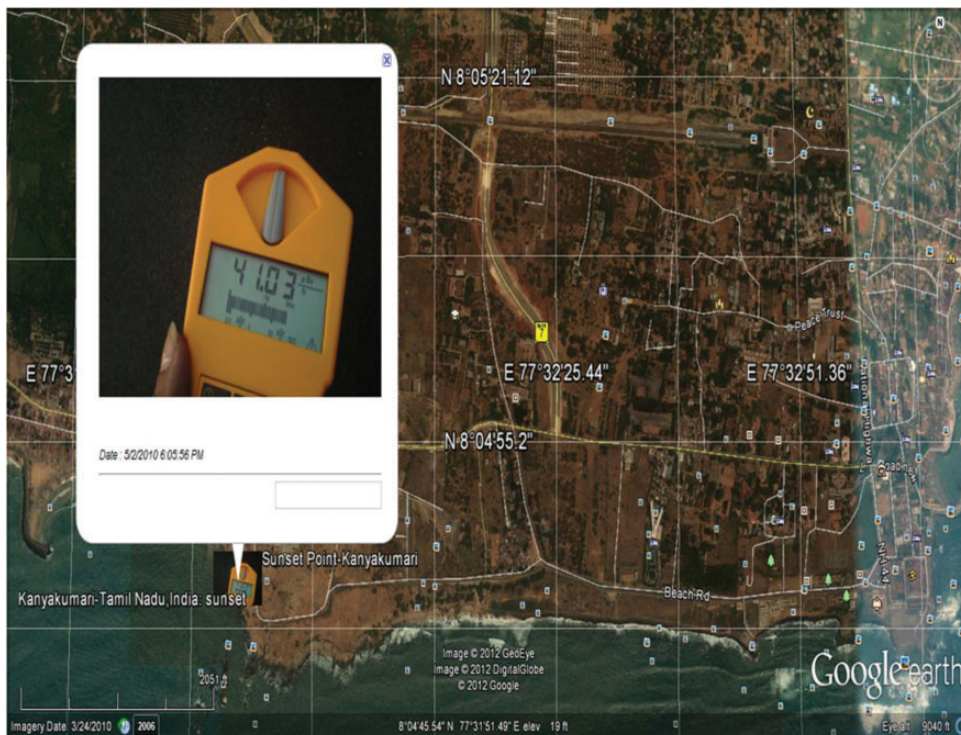 N
X
N 8°05'21.12"
41.03
E 77°3
E 77°32'25.44"
E 77°32'51.36"
Peace Trust
N 8°04'55.2"
Date : 5/2/2010 6:05:56 PM
Sunset Point-Kanyakumari
Kanyakumari-Tamil Nadu,India. sunset
Beach Rd
NH 44
2051 ft
Image © 2012 GeoEye
Image © 2012 DigitalGlobe
© 2012 Google
Google earth
Imagery Date: 3/24/2010
2006
8°04'45.54" N 77°31'51.49" E elev 19 ft
Eye alt 9040 ft